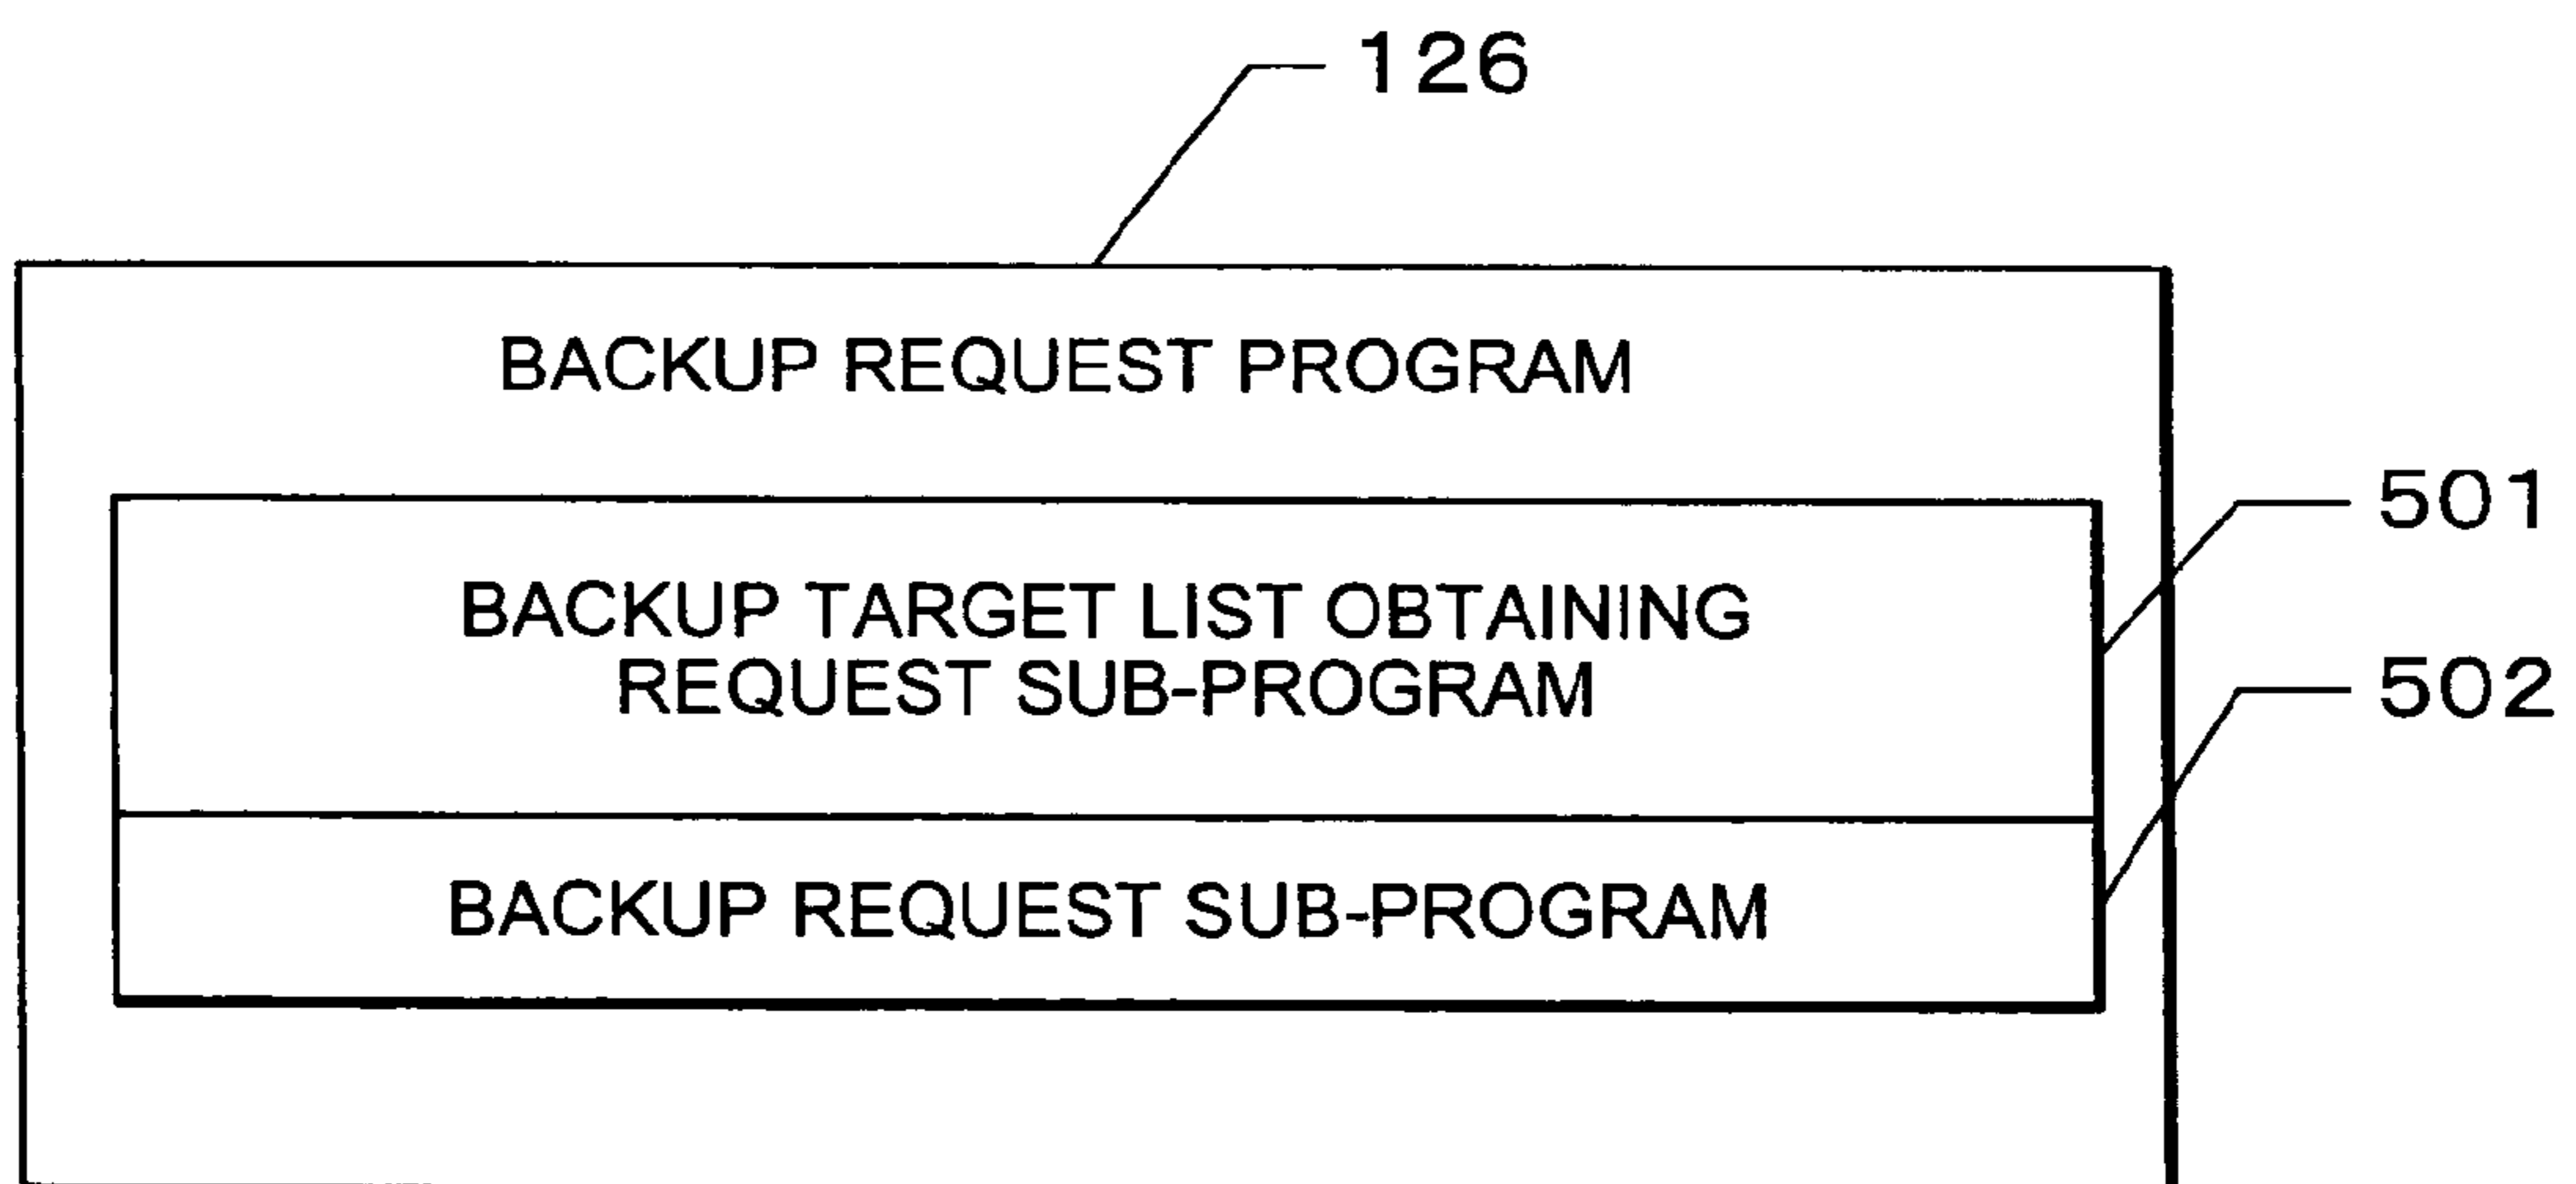 126
BACKUP REQUEST PROGRAM
501
BACKUP TARGET LIST OBTAINING
REQUEST SUB-PROGRAM
502
BACKUP REQUEST SUB-PROGRAM